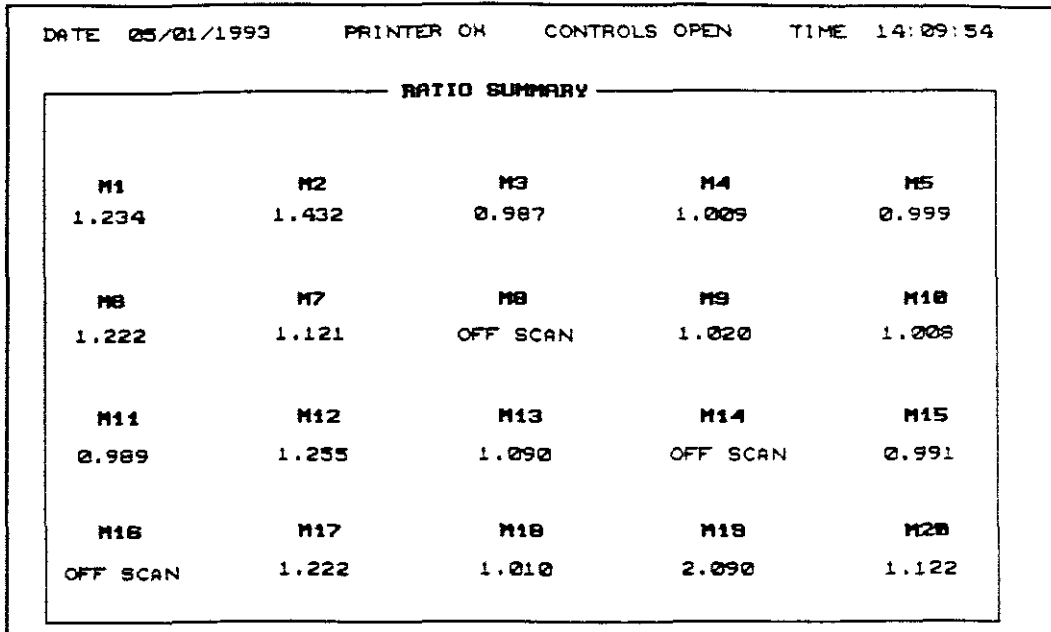 DATE 05/01/1993 PRINTER OK CONTROLS OPEN TIME 14:09:54
RATIO SUMMARY
M1 M2 M3 M4 M5
1.234 1.432 0.987 1.009 0.999
M6 M7 M8 M9 M10
1.222 1.121 OFF SCAN 1.020 1.008
M11 M12 M13 M14 M15
0.989 1.255 1.090 OFF SCAN 0.991
M16 M17 M18 M19 M20
OFF SCAN 1.222 1.010 2.090 1.122